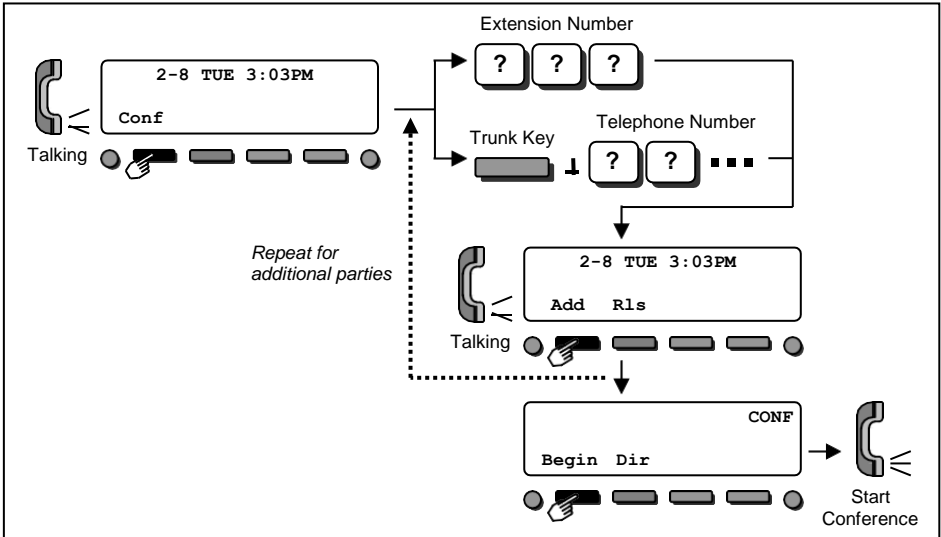 Extension Number
? ? ?
2-8 TUE 3:03PM
Conf
Talking
Trunk Key
Telephone Number
? ? ...
Repeat for
additional parties
2-8 TUE 3:03PM
Add Rls
Talking
CONF
Begin Dir
Start
Conference